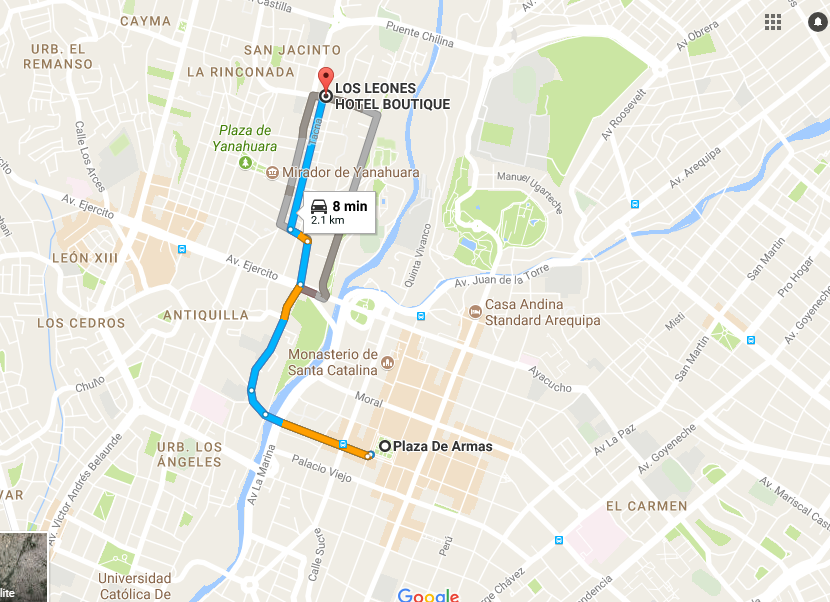 CAYMA
Puente Chilina
Av Obrera
URB. EL
REMANSO
SAN JACINTO
LA RINCONADA
LOS LEONES
HOTEL BOUTIQUE
Av Roosevelt
Tacna
Plaza de
Yanahuara
Calle Los Arces
Mirador de Yanahuara
Manuel Ugarteche
Av. Arequipa
8 min
2.1 km
Av. Ejercito
LEÓN XIII
Av. Ejercito
Quinta Vivanco
Av. Juan de la Torre
San Martin
Pro Hogar
Av. Goyeneche
ANTIQUILLA
LOS CEDROS
Casa Andina
Standard Arequipa
Misti
San Martin
Monasterio de
Santa Catalina
Chuño
Ayacucho
Moral
Plaza De Armas
Av La Paz
Av. Goyeneche
URB. LOS
ÁNGELES
Palacio Viejo
Av La Marina
Av. Victor Andrés Belaunde
VAR
EL CARMEN
Av. Mariscal Cas
Perú
Calle Sucre
Universidad
Católica De
lite
Google
rge Chávez
endencia